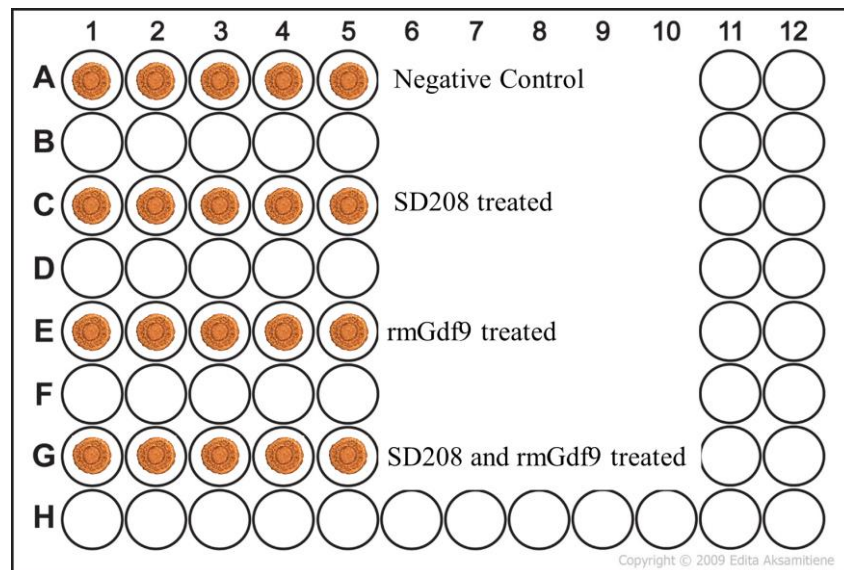 1 2 3 4 5 6 7 8 9 10 11 12
A Negative Control
B
C SD208 treated
D
E rmGdf9 treated
F
G SD208 and rmGdf9 treated
H
Copyright © 2009 Edita Aksamitiene